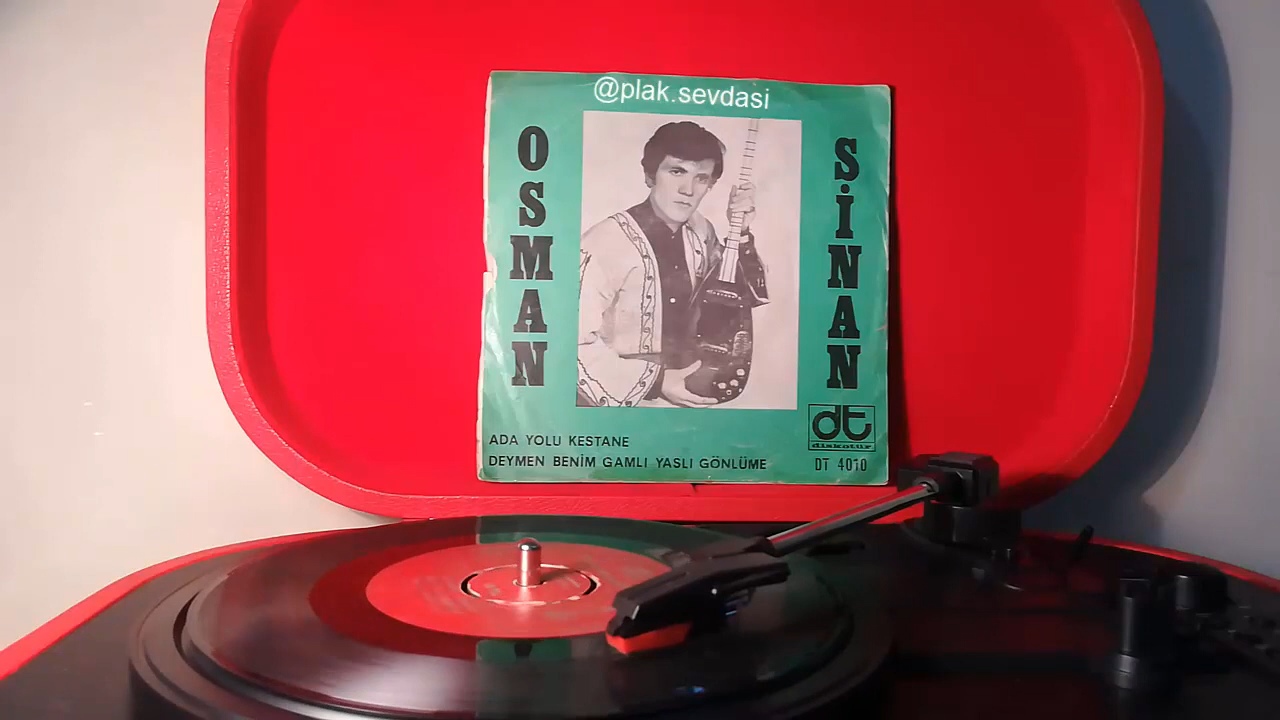 @plak.sevdasi
OSMAN
SİNAN
dt
diskotür
ADA YOLU KESTANE
DEYMEN BENİM GAMLI YASLI GÖNLÜME
DT 4010